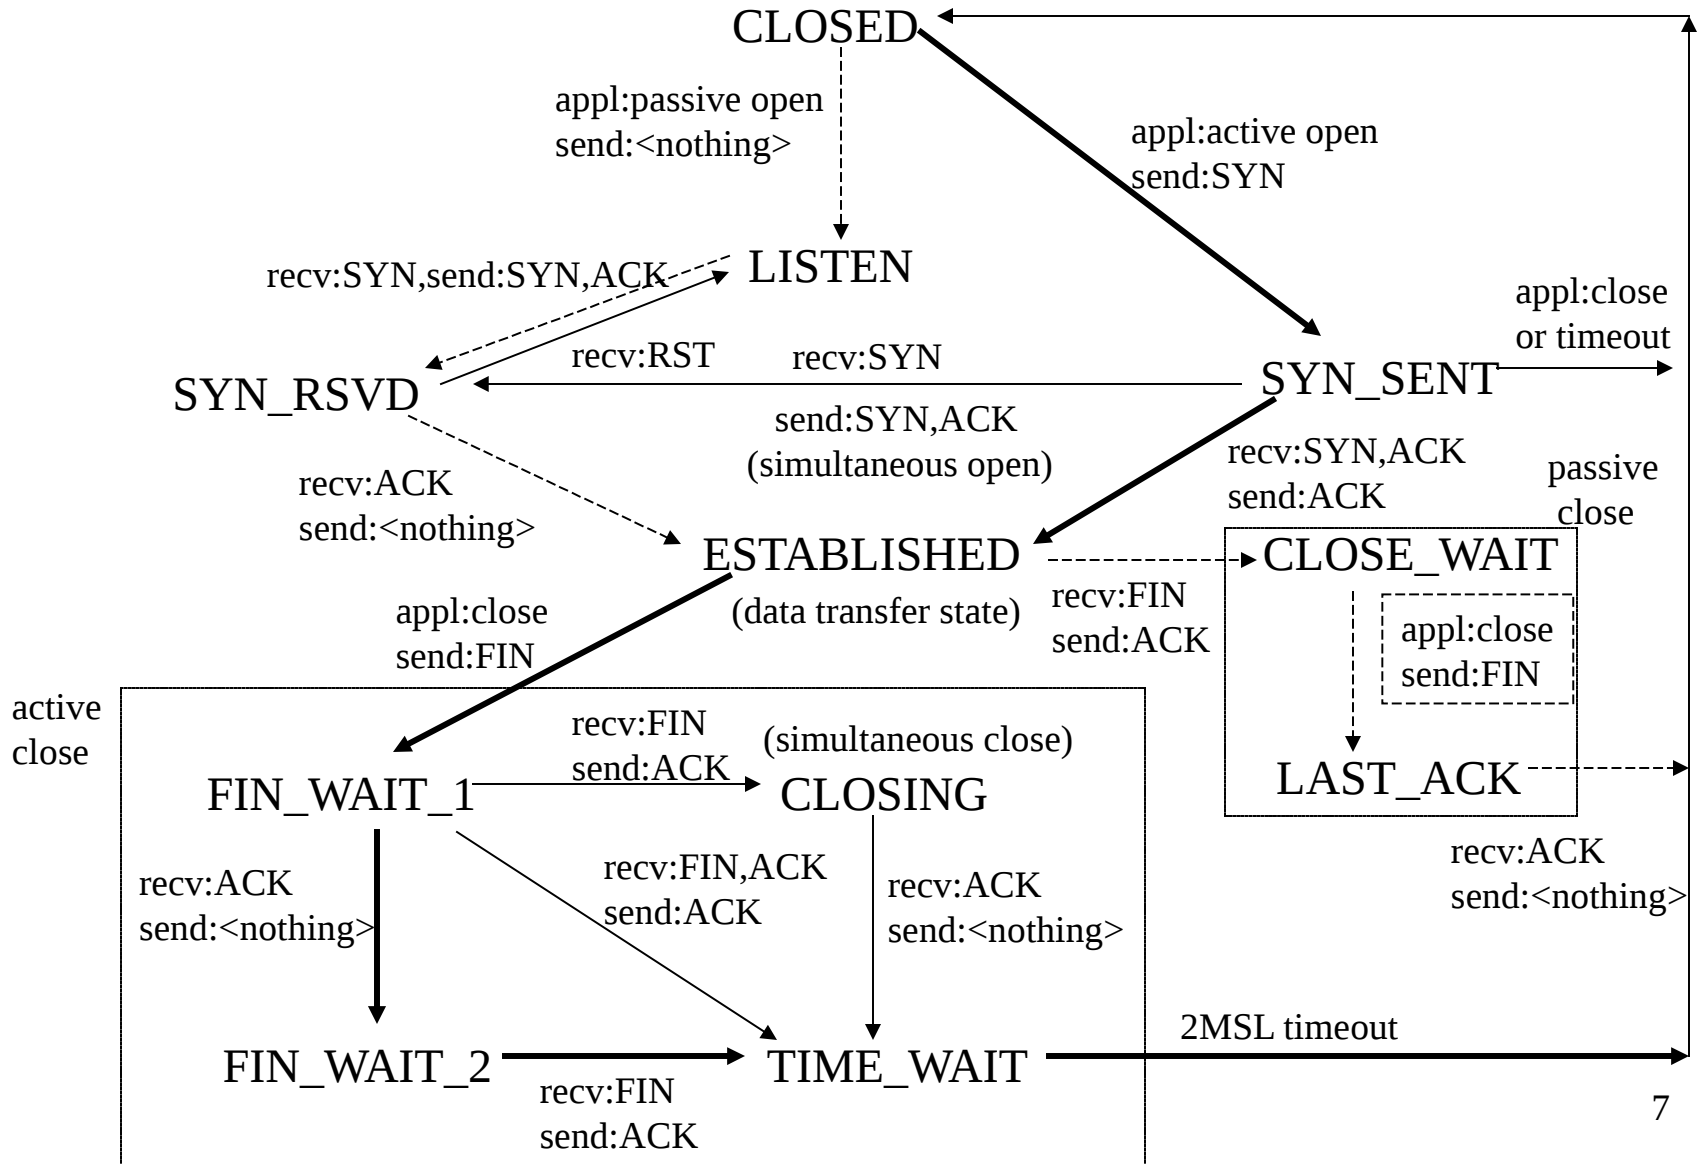 CLOSED
appl:passive open
send:<nothing>
appl:active open
send:SYN
LISTEN
recv:SYN,send:SYN,ACK
appl:close
or timeout
recv:RST
recv:SYN
SYN_RSVD
SYN_SENT
send:SYN,ACK
(simultaneous open)
recv:SYN,ACK
send:ACK
passive
close
recv:ACK
send:<nothing>
ESTABLISHED
(data transfer state)
CLOSE_WAIT
recv:FIN
send:ACK
appl:close
send:FIN
appl:close
send:FIN
active
close
recv:FIN
send:ACK
(simultaneous close)
FIN_WAIT_1
CLOSING
LAST_ACK
recv:ACK
send:<nothing>
recv:FIN,ACK
send:ACK
recv:ACK
send:<nothing>
recv:ACK
send:<nothing>
2MSL timeout
FIN_WAIT_2
TIME_WAIT
recv:FIN
send:ACK
7